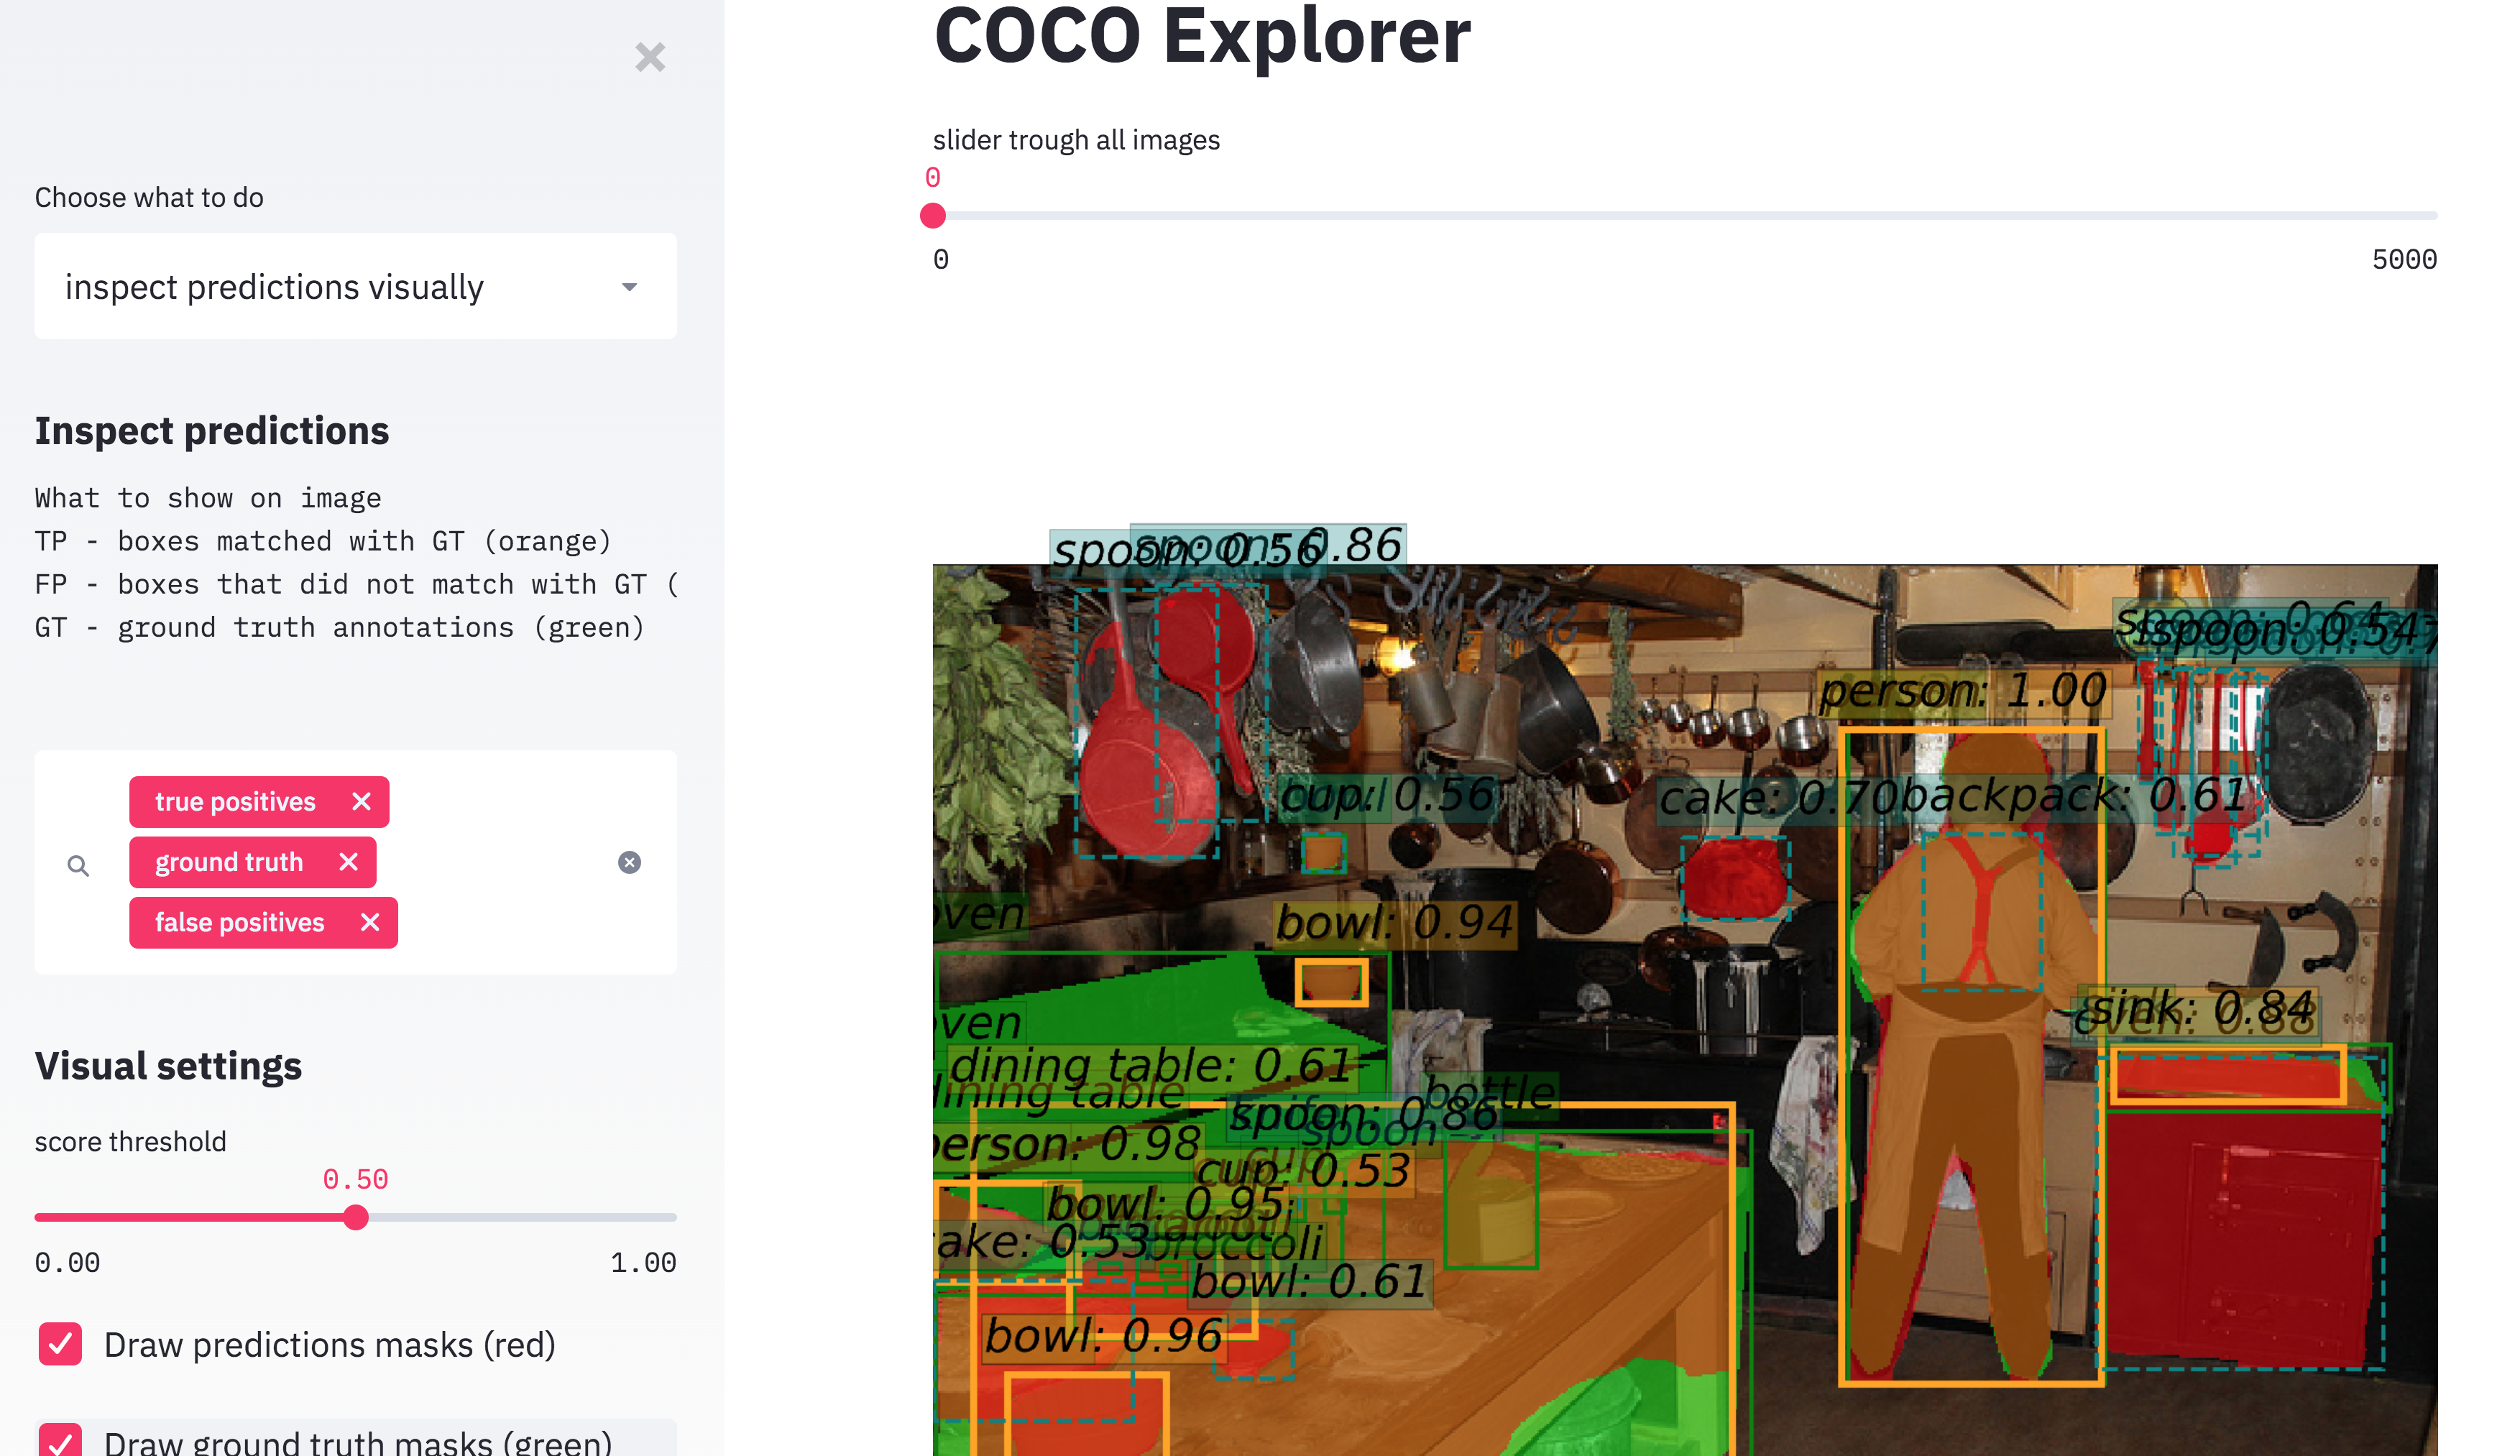 COCO Explorer
slider trough all images
0
0
5000
Choose what to do
inspect predictions visually
Inspect predictions
What to show on image
TP - boxes matched with GT (orange)
FP - boxes that did not match with GT (
GT - ground truth annotations (green)
true positives
ground truth
false positives
Visual settings
score threshold
0.50
0.00
1.00
Draw predictions masks (red)
Draw ground truth masks (green)
spoon: 0.56
spoon: 0.86
spoon: 0.64
spoon: 0.54
person: 1.00
cup: 0.56
cake: 0.70
backpack: 0.61
oven
bowl: 0.94
sink: 0.84
oven: 0.88
oven
dining table: 0.61
dining table
bottle
spoon: 0.86
spoon
person: 0.98
cup: 0.53
bowl: 0.95
cake: 0.53
broccoli
bowl: 0.61
bowl: 0.96